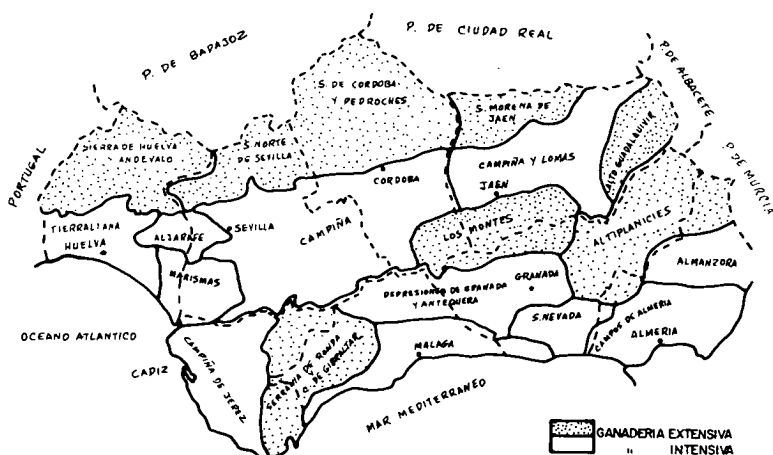 P. DE BADAJOZ
P. DE CIUDAD REAL
P. DE ALBACETE
P. DE MURCIA
PORTUGAL
S. DE CORDOBA
Y PEDROCHES
S. MORENA DE
JAEN
SIERRA DE HUELVA
ANDEVALO
S. NORTE
DE SEVILLA
ALTO GUADALQUIVIR
CORDOBA
CAMPIÑA Y LOMAS
JAEN
TIERRALLANA
HUELVA
ALJARAFE
SEVILLA
CAMPIÑA
LOS MONTES
ALTIPLANICIES
MARISMAS
DEPRESIONES DE GRANADA
Y ANTEQUERA
GRANADA
ALMANZORA
S. NEVADA
CAMPOS DE ALMERIA
ALMERIA
OCEANO ATLANTICO
CADIZ
CAMPIÑA DE JEREZ
SERRANIA DE RONDA
Y C. DE GIBRALTAR
MALAGA
MAR MEDITERRANEO
GANADERIA EXTENSIVA
" INTENSIVA